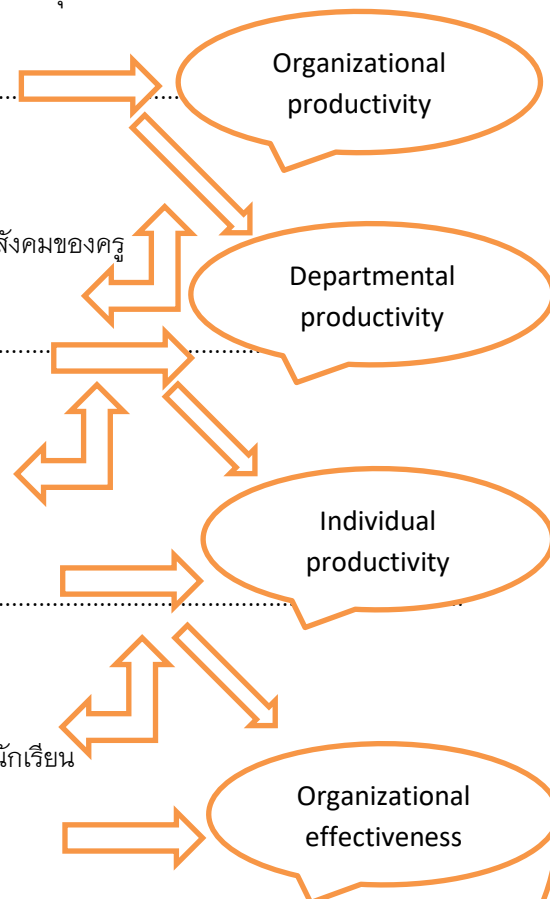 Organizational
productivity
สังคมของครู
Departmental
productivity
Individual
productivity
นักเรียน
Organizational
effectiveness